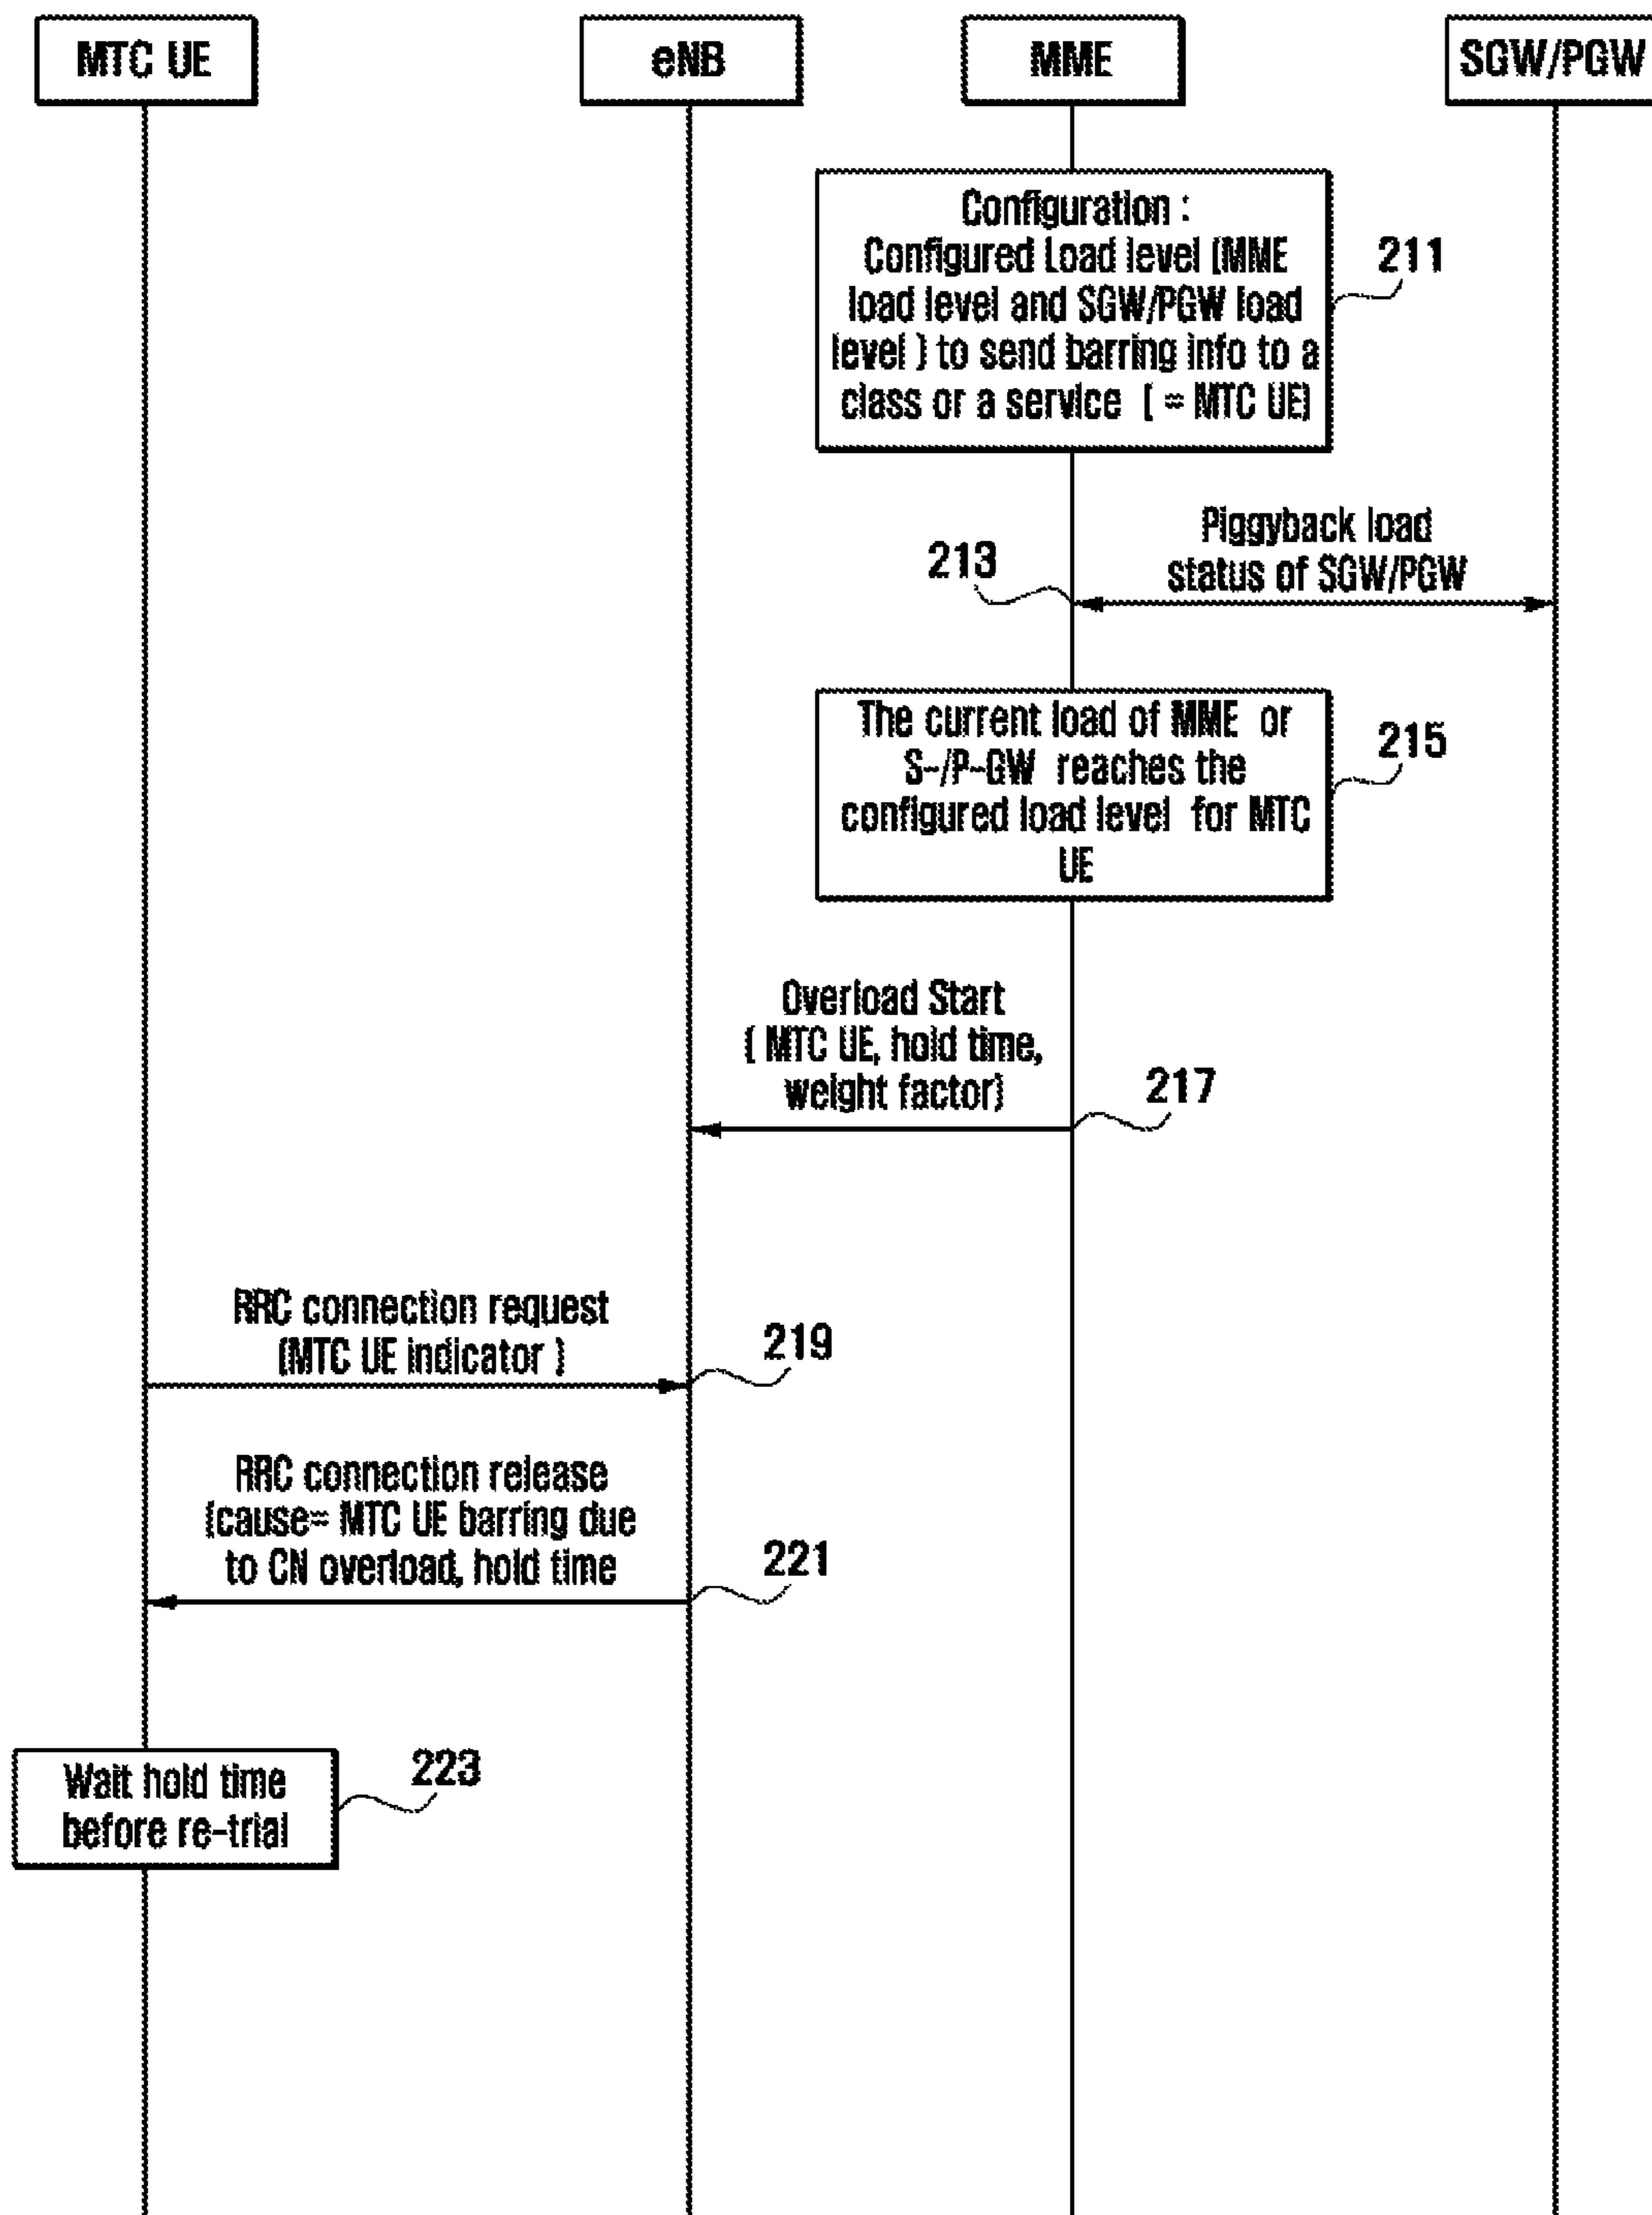 MTC UE
eNB
MME
SGW/PGW
Configuration :
Configured Load level (MME
load level and SGW/PGW load
level ) to send barring info to a
class or a service ( = MTC UE)
211
Piggyback load
status of SGW/PGW
213
The current load of MME or
S-/P-GW reaches the
configured load level for MTC
UE
215
Overload Start
( MTC UE, hold time,
weight factor)
217
RRC connection request
(MTC UE indicator )
219
RRC connection release
(cause= MTC UE barring due
to CN overload, hold time
221
Wait hold time
before re-trial
223